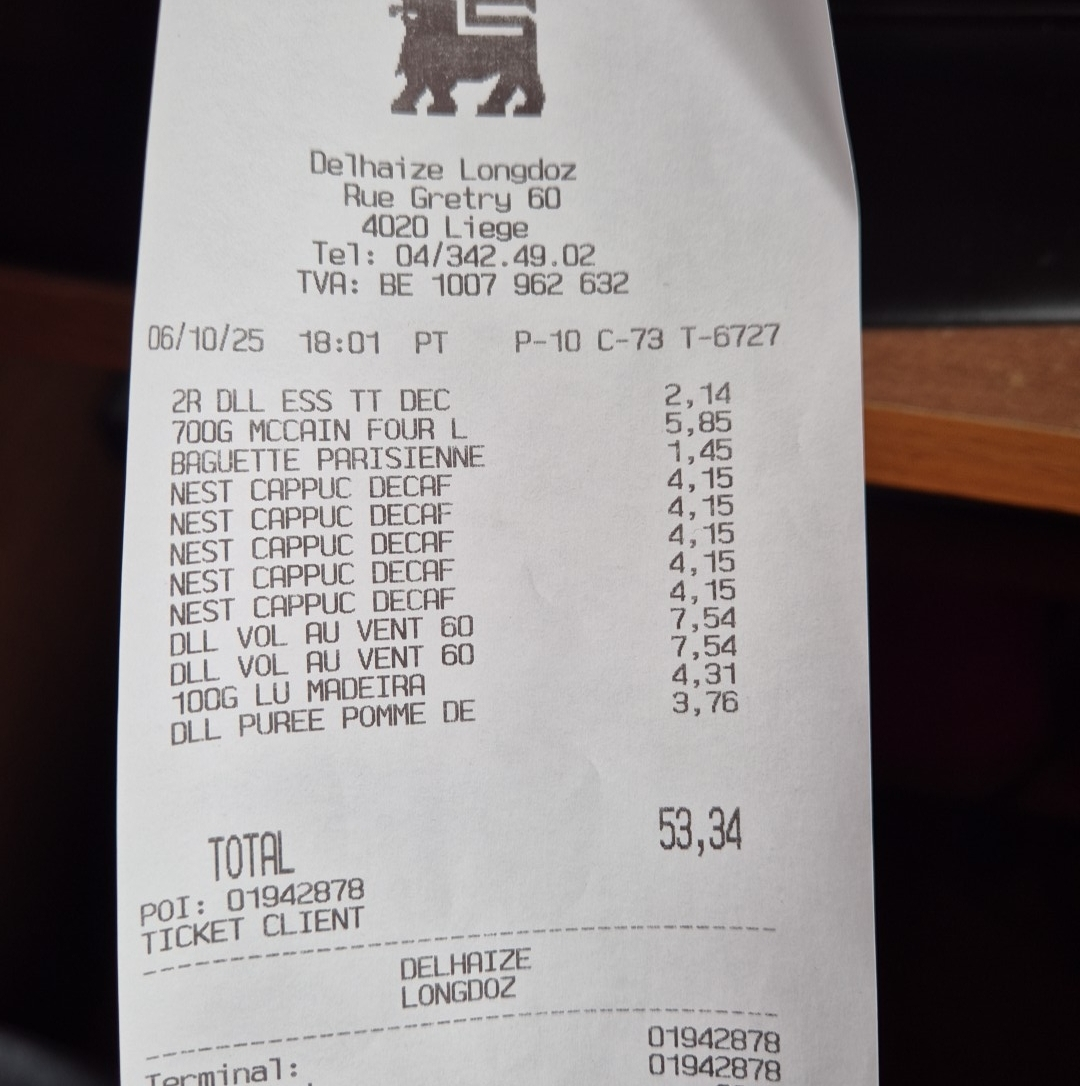 Delhaize Longdoz
Rue Gretry 60
4020 Liege
Tel: 04/342.49.02
TVA: BE 1007 962 632
06/10/25 18:01 PT P-10 C-73 T-6727
2R DLL ESS TT DEC 2,14
700G MCCAIN FOUR L 5,85
BAGUETTE PARISIENNE 1,45
NEST CAPPUC DECAF 4,15
NEST CAPPUC DECAF 4,15
NEST CAPPUC DECAF 4,15
NEST CAPPUC DECAF 4,15
NEST CAPPUC DECAF 4,15
DLL VOL AU VENT 60 7,54
DLL VOL AU VENT 60 7,54
100G LU MADEIRA 4,31
DLL PUREE POMME DE 3,76
TOTAL 53,34
POI: 01942878
TICKET CLIENT
DELHAIZE
LONGDOZ
Terminal: 01942878
01942878